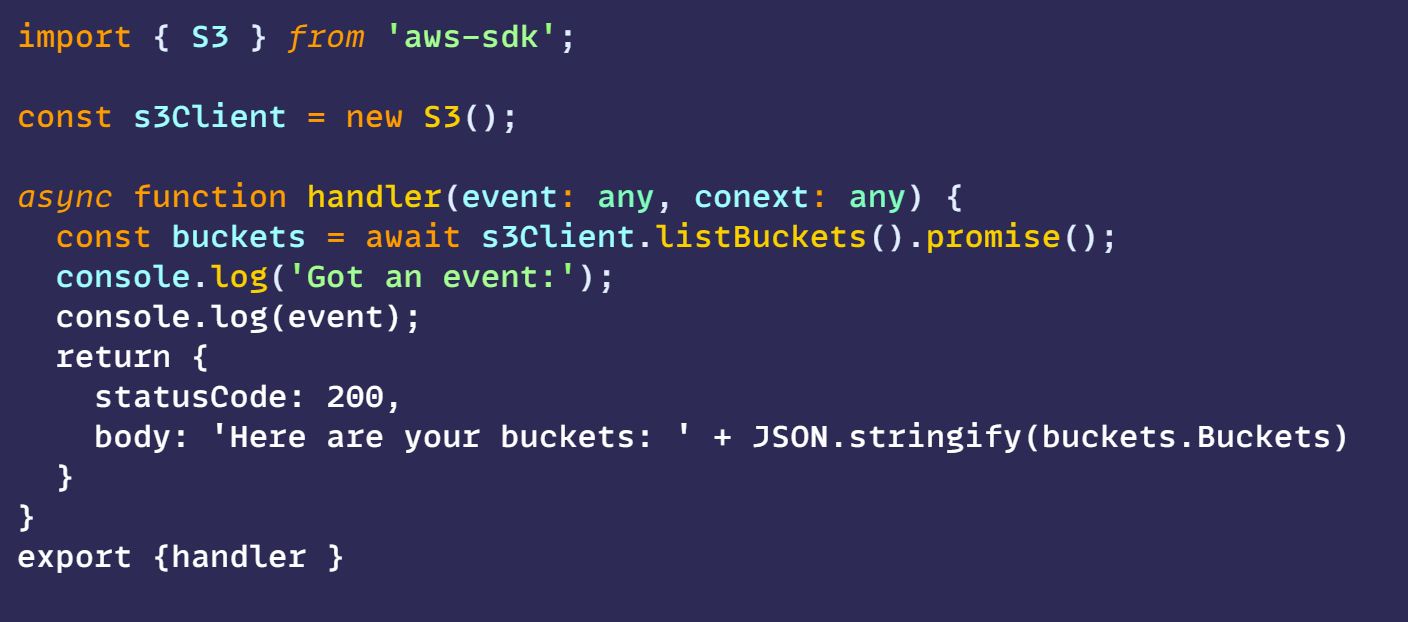 import { S3 } from 'aws-sdk';
const s3Client = new S3();
async function handler(event: any, conext: any) {
const buckets = await s3Client.listBuckets().promise();
console.log('Got an event:');
console.log(event);
return {
statusCode: 200,
body: 'Here are your buckets: ' + JSON.stringify(buckets.Buckets)
}
}
export {handler }